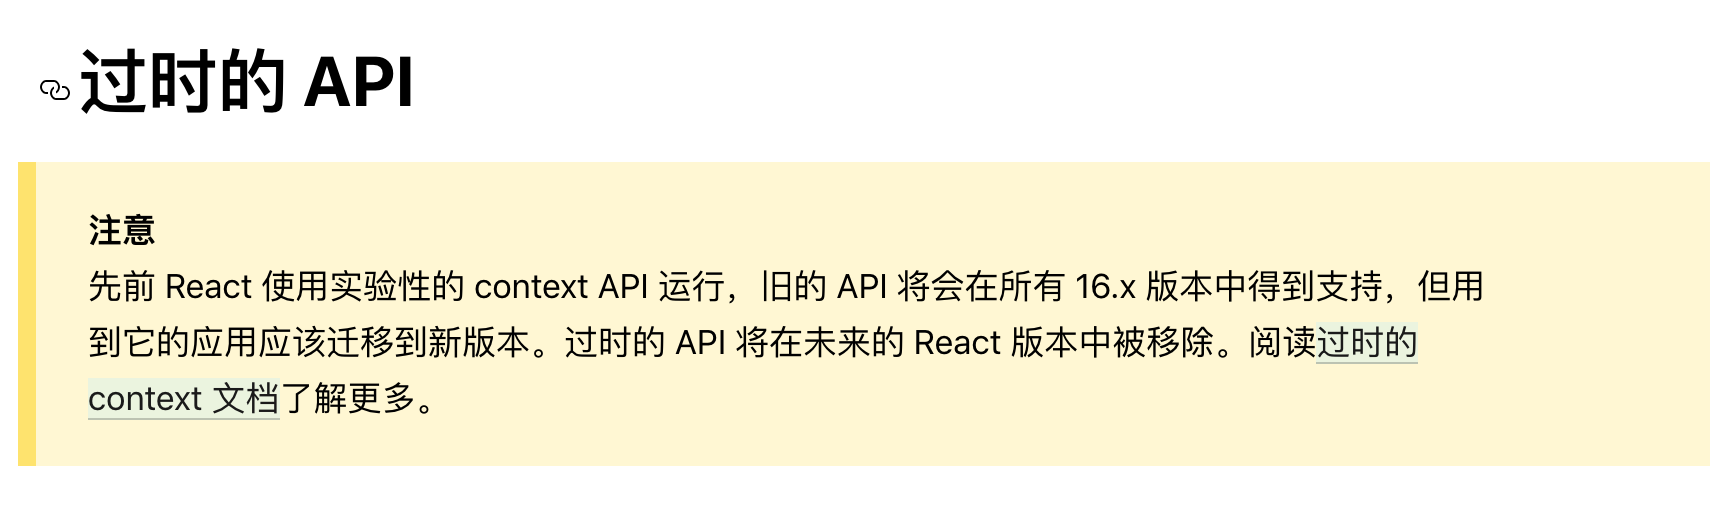 过时的 API
注意
先前 React 使用实验性的 context API 运行，旧的 API 将会在所有 16.x 版本中得到支持，但用
到它的应用应该迁移到新版本。过时的 API 将在未来的 React 版本中被移除。阅读过时的
context 文档了解更多。